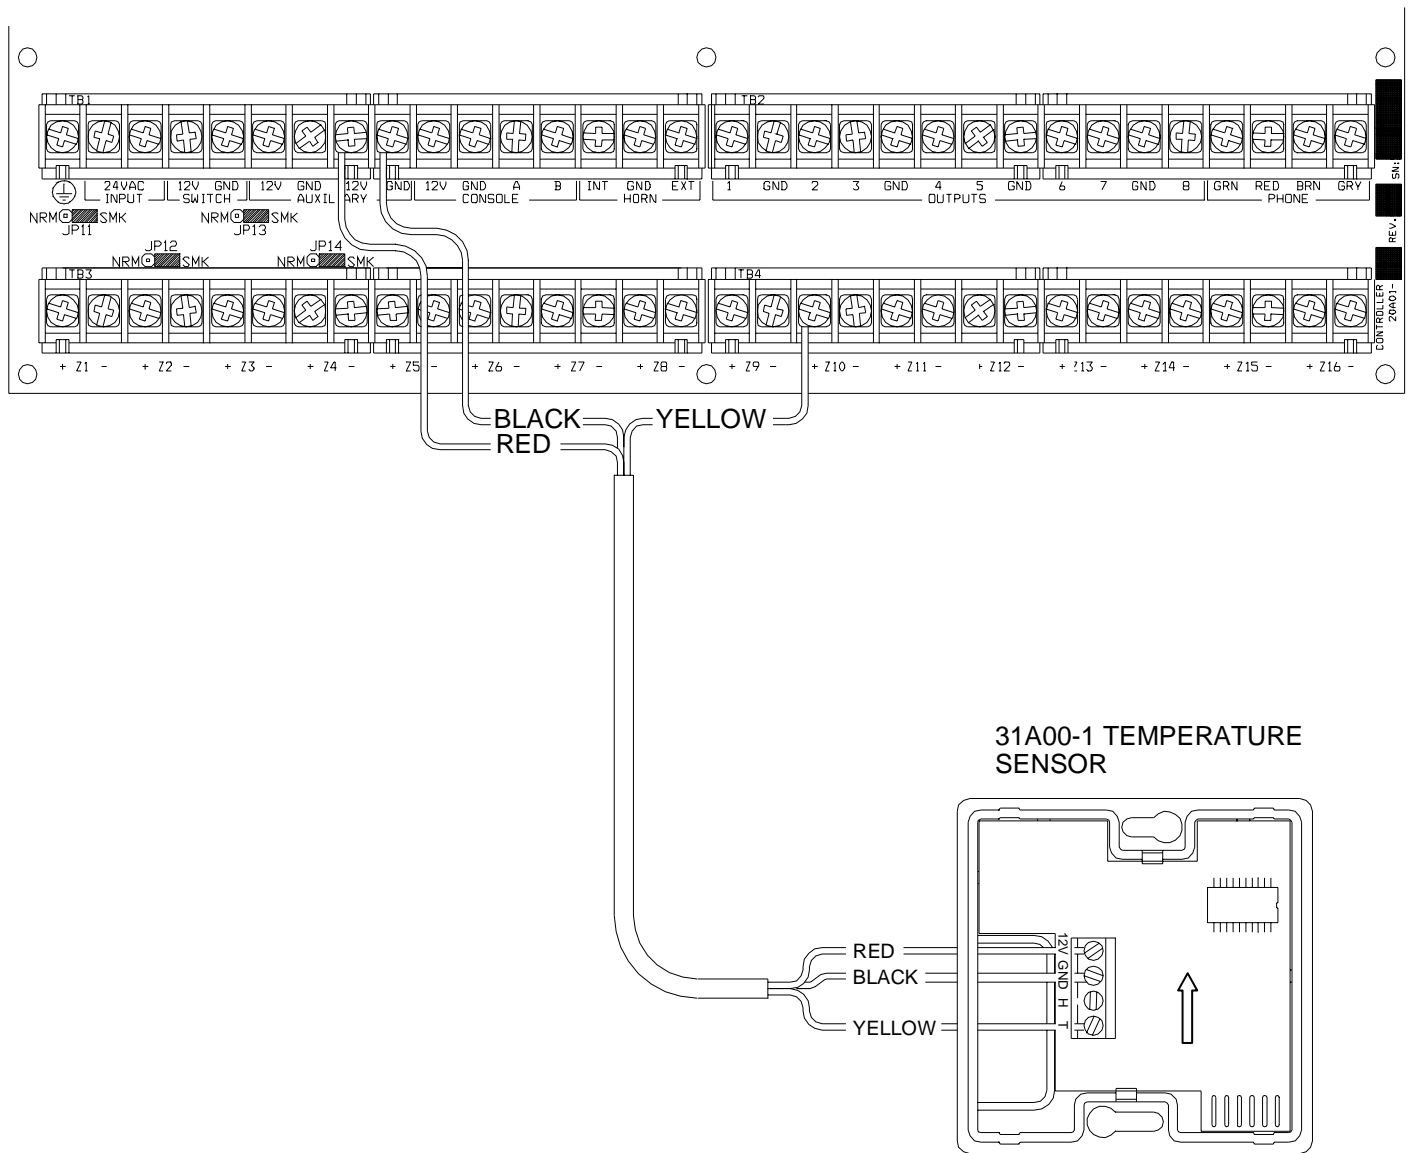 TB1 TB2
24VAC 12V GND 12V GND 12V GND 12V GND A B INT GND EXT 1 GND 2 3 GND 4 5 GND 6 7 GND 8 GRN RED BRN GRY
INPUT SWITCH AUXIL ARY CONSOLE HORN OUTPUTS PHONE
SN:
NRM SMK NRM SMK
JP11 JP13
REV.
JP12 JP14
NRM SMK NRM SMK
TB3 TB4
CONTROLLER
20A01-
+ Z1 - + Z2 - + Z3 - + Z4 - + Z5 - + Z6 - + Z7 - + Z8 - + Z9 - + Z10 - + Z11 - + Z12 - + Z13 - + Z14 - + Z15 - + Z16 -
BLACK YELLOW
RED
31A00-1 TEMPERATURE
SENSOR
RED
BLACK
YELLOW
12V GND H T